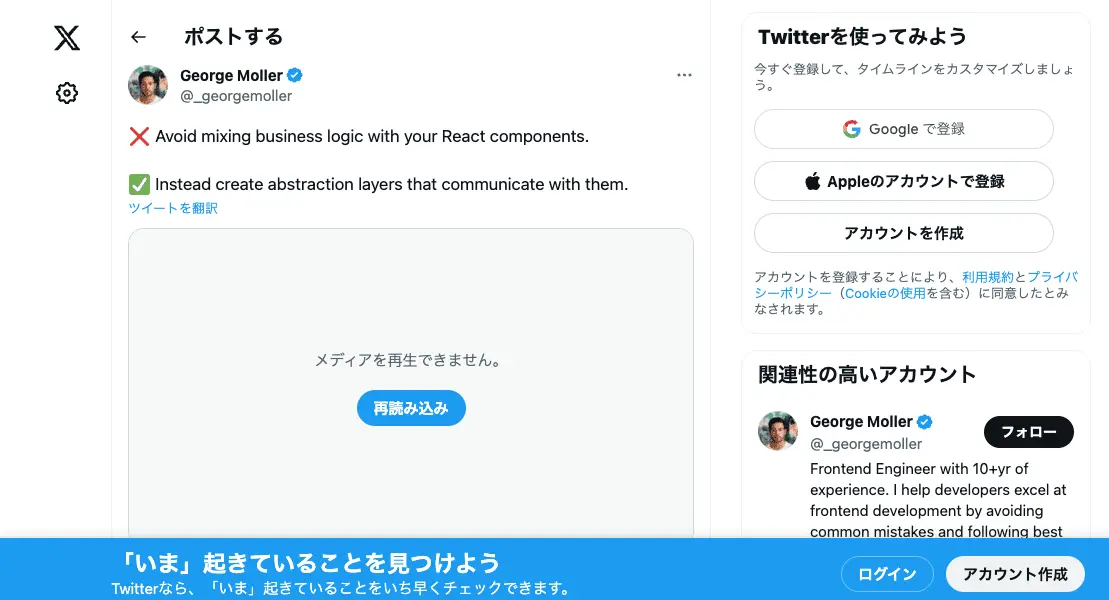 ポストする
George Moller
@_georgemoller
❌ Avoid mixing business logic with your React components.
✅ Instead create abstraction layers that communicate with them.
ツイートを翻訳
メディアを再生できません。
再読み込み
Twitterを使ってみよう
今すぐ登録して、タイムラインをカスタマイズしましょ
う。
Google で登録
Appleのアカウントで登録
アカウントを作成
アカウントを登録することにより、利用規約とプライバ
シーポリシー（Cookieの使用を含む）に同意したとみ
なされます。
関連性の高いアカウント
George Moller
@_georgemoller
フォロー
Frontend Engineer with 10+yr of
experience. I help developers excel at
frontend development by avoiding
common mistakes and following best
「いま」起きていることを見つけよう
Twitterなら、「いま」起きていることをいち早くチェックできます。
ログイン
アカウント作成